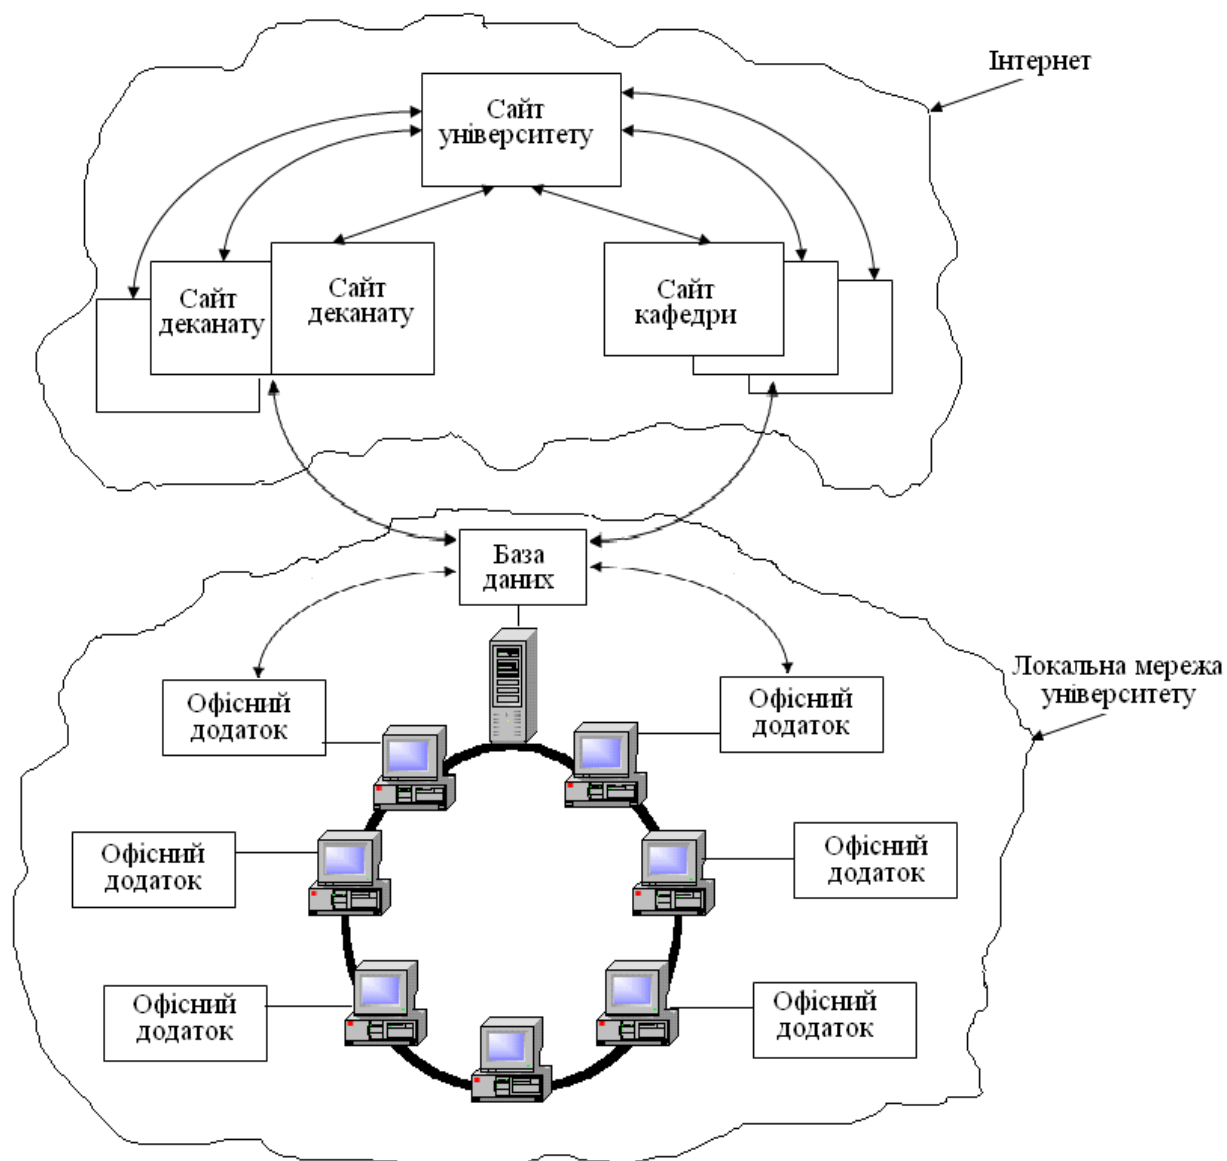 Інтернет
Сайт
університету
Сайт
деканату
Сайт
деканату
Сайт
кафедри
База
даних
Локальна мережа
університету
Офісний
додаток
Офісний
додаток
Офісний
додаток
Офісний
додаток
Офісний
додаток
Офісний
додаток